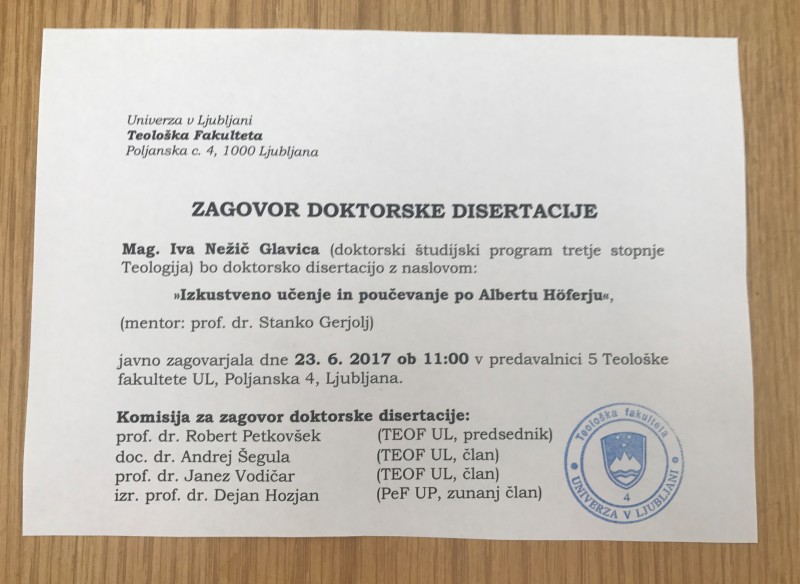 Univerza v Ljubljani
Teološka Fakulteta
Poljanska c. 4, 1000 Ljubljana
ZAGOVOR DOKTORSKE DISERTACIJE
Mag. Iva Nežič Glavica (doktorski študijski program tretje stopnje
Teologija) bo doktorsko disertacijo z naslovom:
»Izkustveno učenje in poučevanje po Albertu Höferju«,
(mentor: prof. dr. Stanko Gerjolj)
javno zagovarjala dne 23. 6. 2017 ob 11:00 v predavalnici 5 Teološke
fakultete UL, Poljanska 4, Ljubljana.
Komisija za zagovor doktorske disertacije:
prof. dr. Robert Petkovšek (TEOF UL, predsednik)
doc. dr. Andrej Šegula (TEOF UL, član)
prof. dr. Janez Vodičar (TEOF UL, član)
izr. prof. dr. Dejan Hozjan (PeF UP, zunanj član)
Teološka fakulteta
4
UNIVERZA V LJUBLJANI